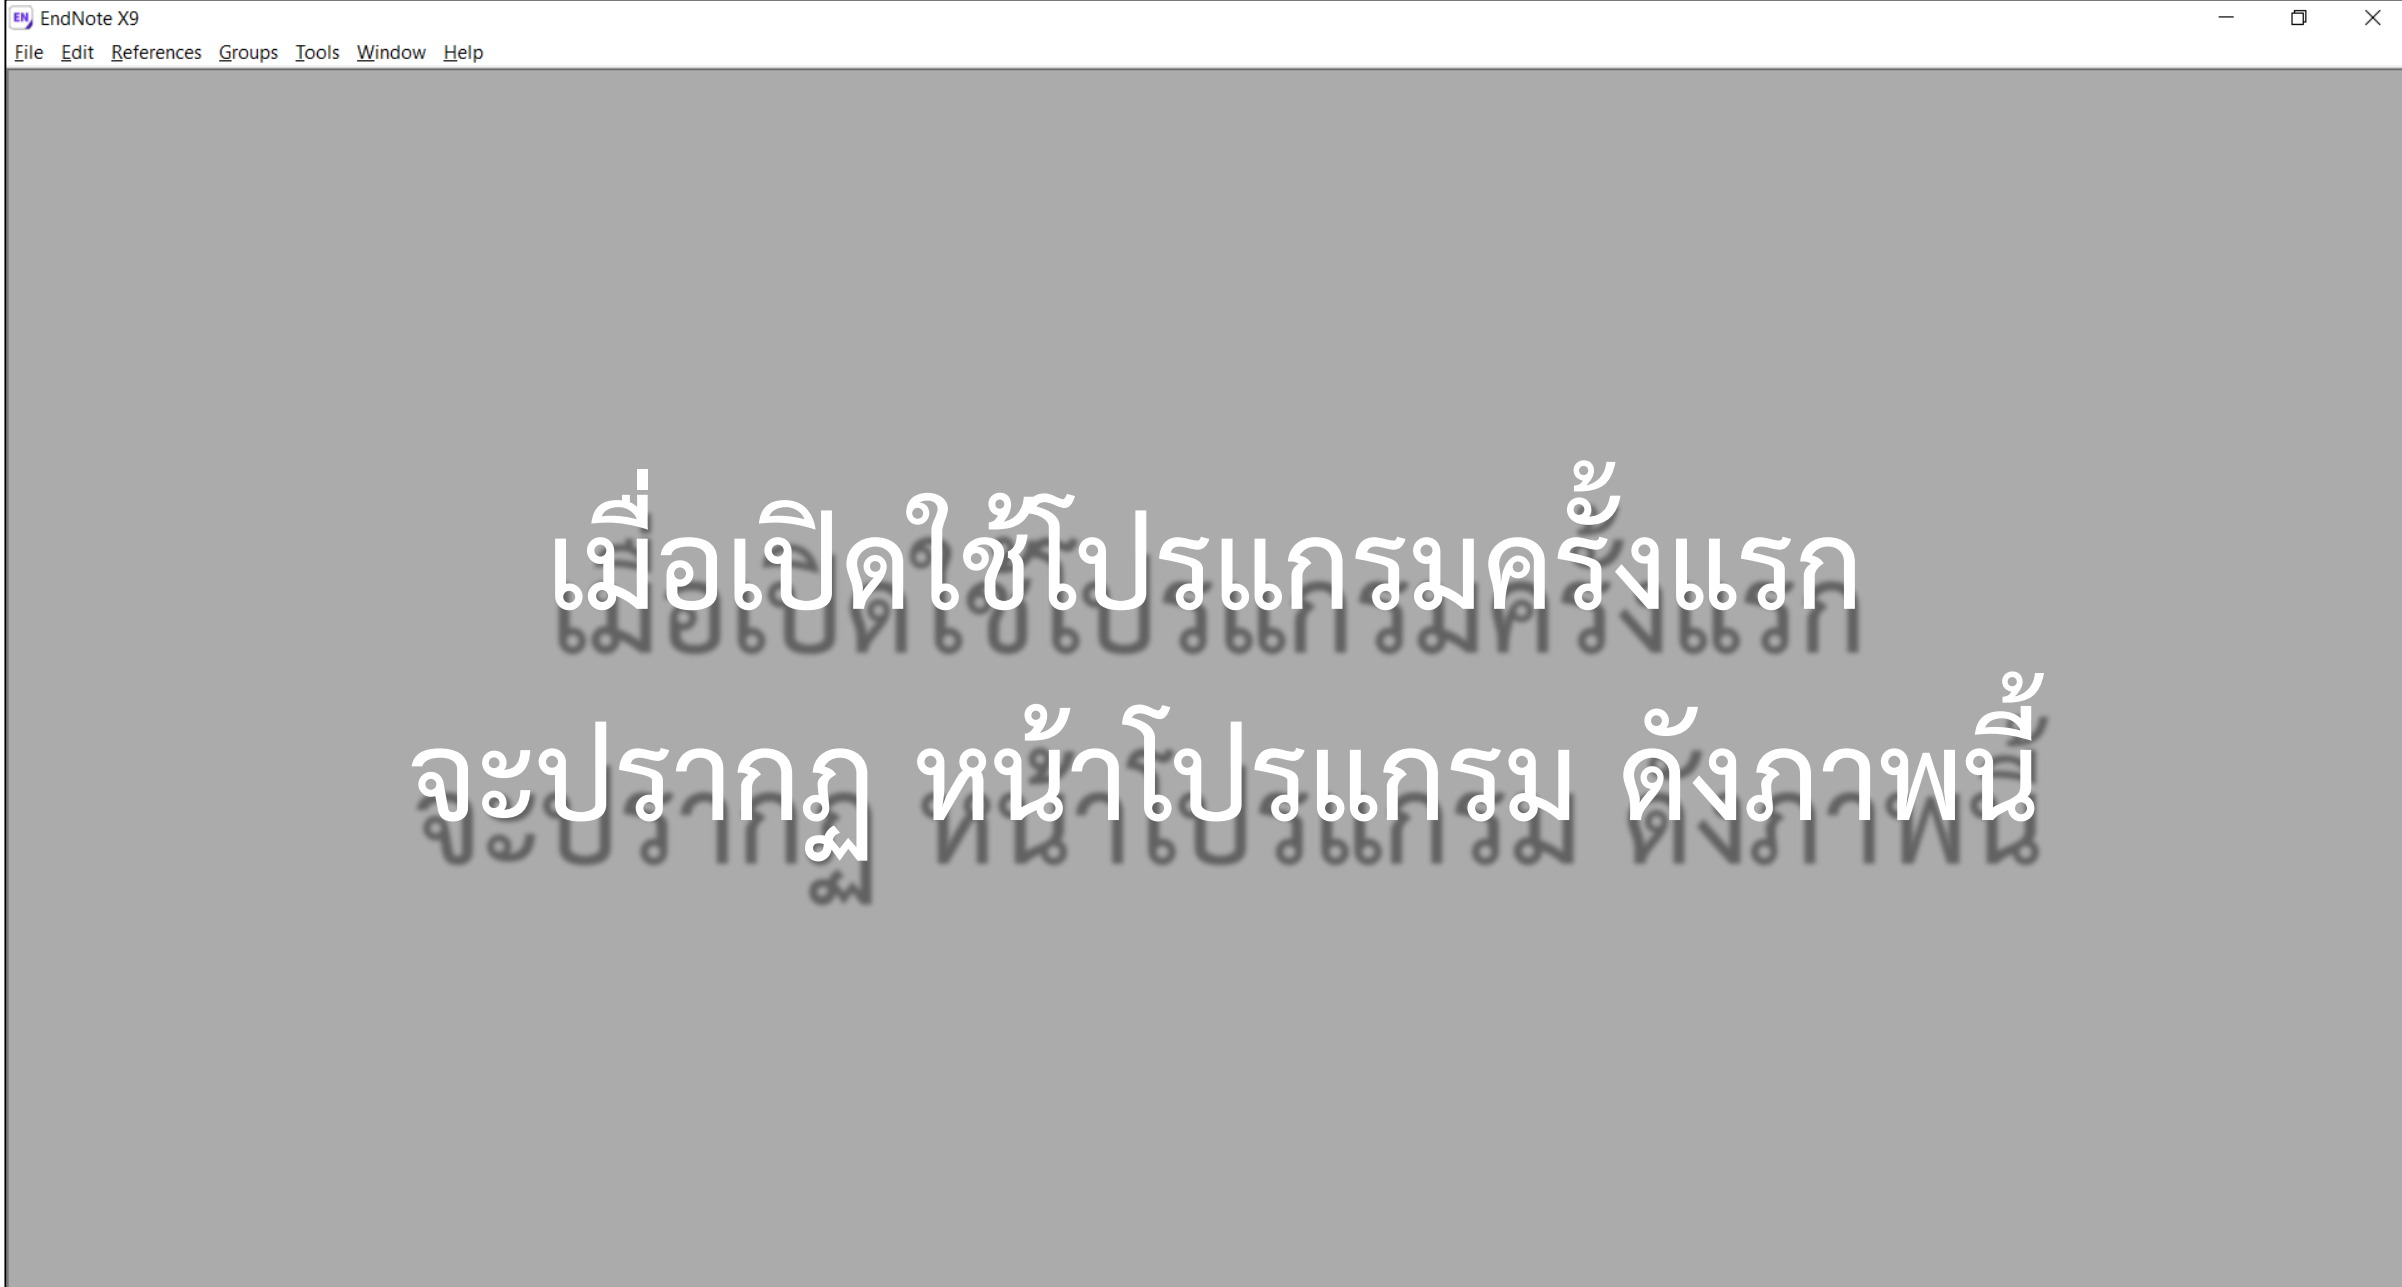 EndNote X9
File Edit References Groups Tools Window Help
เมื่อเปิดใช้โปรแกรมครั้งแรก
จะปรากฏ หน้าโปรแกรม ดังภาพนี้